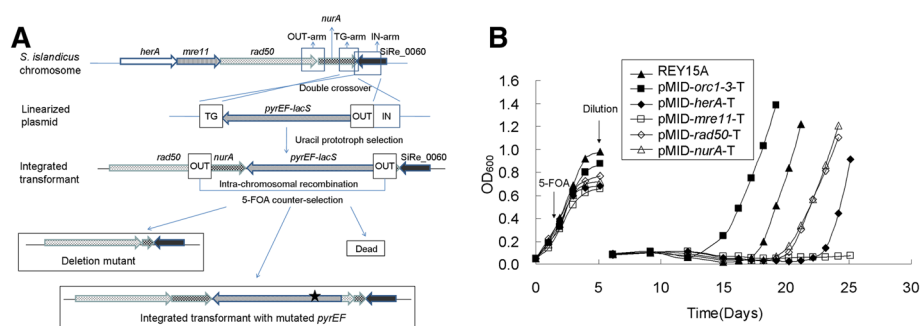 A
nurA
OUT-arm TG-arm IN-arm
herA mre11 rad50 SiRe_0060
S. islandicus
chromosome
Double crossover
Linearized
plasmid
TG pyrEF-lacS OUT IN
Uracil prototroph selection
Integrated
transformant
rad50 OUT nurA pyrEF-lacS OUT SiRe_0060
Intra-chromosomal recombination
5-FOA counter-selection
Dead
Deletion mutant
Integrated transformant with mutated pyrEF
B
REY15A
pMID-orc1-3-T
pMID-herA-T
pMID-mre11-T
pMID-rad50-T
pMID-nurA-T
Dilution
5-FOA
OD600
1.6
1.4
1.2
1.0
0.8
0.6
0.4
0.2
0.0
0 5 10 15 20 25 30
Time(Days)